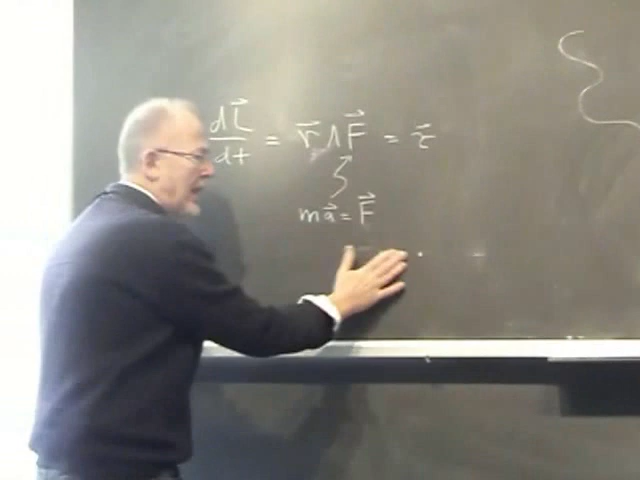 dL⃗/dt = r⃗ Λ F⃗ = τ⃗
ma⃗ = F⃗